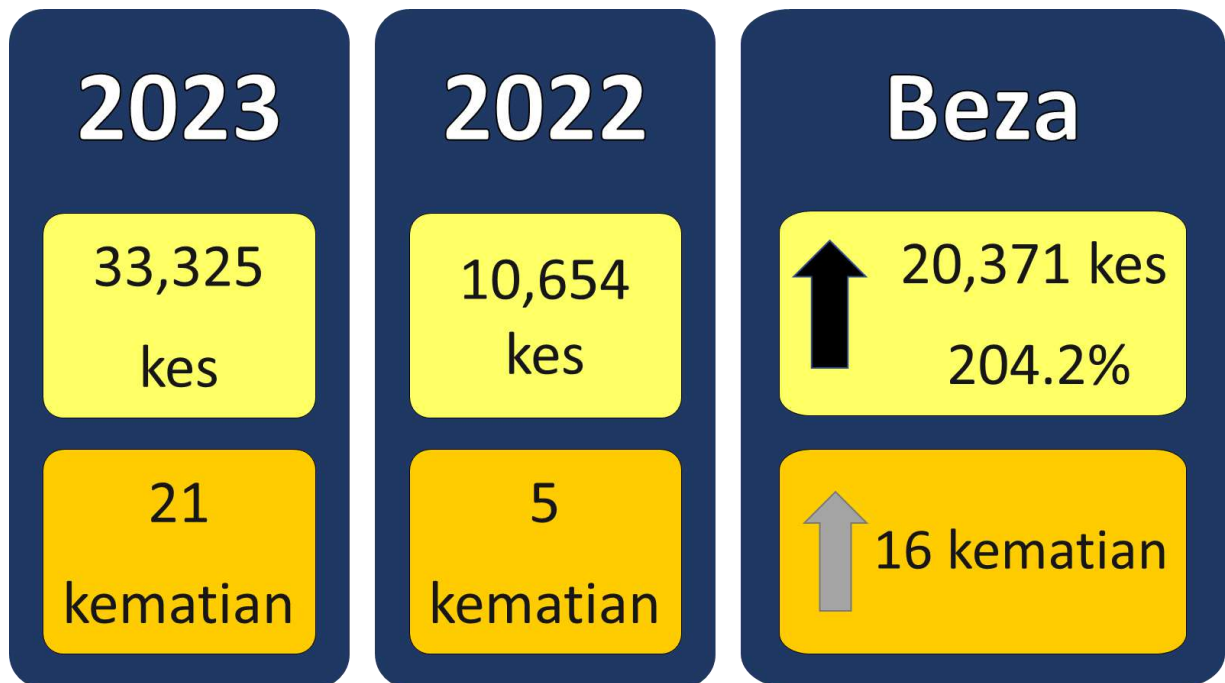 2023
33,325
kes
21
kematian
2022
10,654
kes
5
kematian
Beza
20,371 kes
204.2%
16 kematian